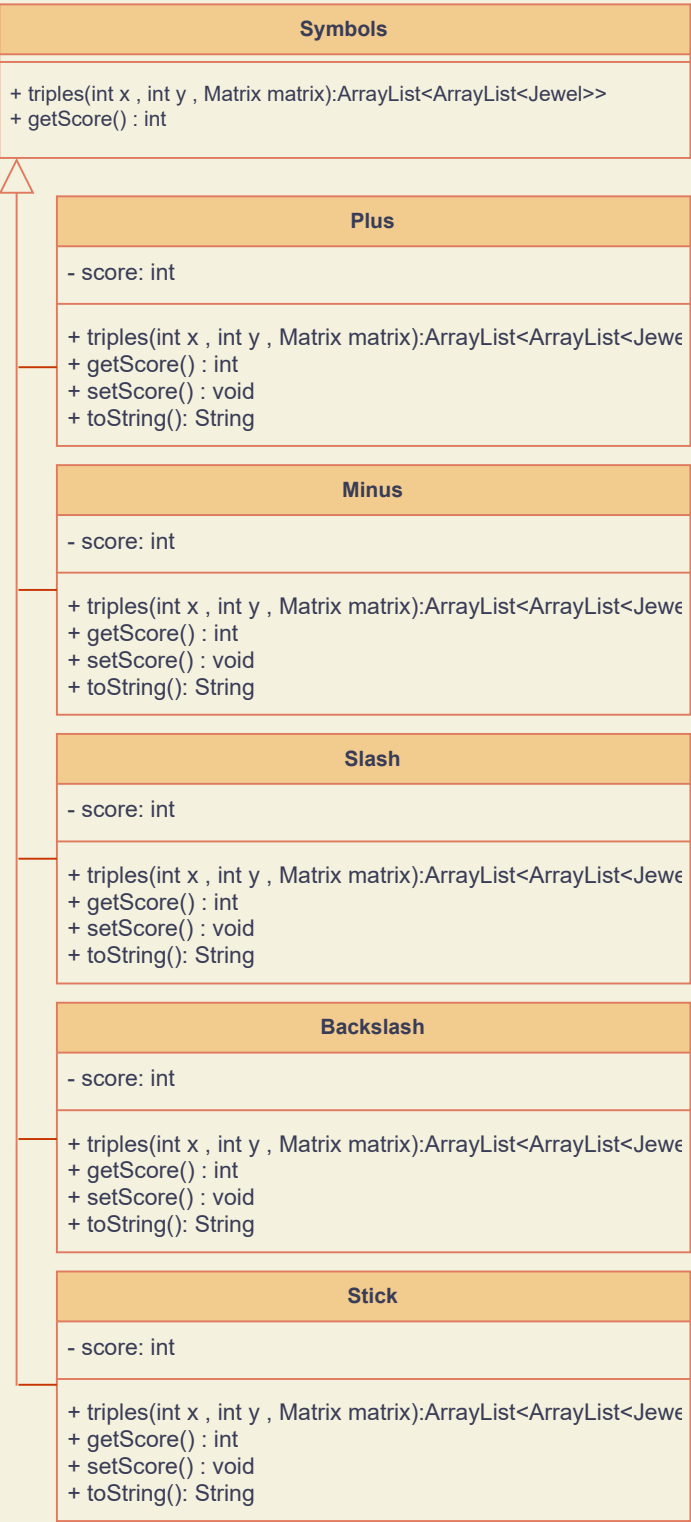 Symbols
+ triples(int x , int y , Matrix matrix):ArrayList<ArrayList<Jewel>>
+ getScore() : int
Plus
- score: int
+ triples(int x , int y , Matrix matrix):ArrayList<ArrayList<Jewe
+ getScore() : int
+ setScore() : void
+ toString(): String
Minus
- score: int
+ triples(int x , int y , Matrix matrix):ArrayList<ArrayList<Jewe
+ getScore() : int
+ setScore() : void
+ toString(): String
Slash
- score: int
+ triples(int x , int y , Matrix matrix):ArrayList<ArrayList<Jewe
+ getScore() : int
+ setScore() : void
+ toString(): String
Backslash
- score: int
+ triples(int x , int y , Matrix matrix):ArrayList<ArrayList<Jewe
+ getScore() : int
+ setScore() : void
+ toString(): String
Stick
- score: int
+ triples(int x , int y , Matrix matrix):ArrayList<ArrayList<Jewe
+ getScore() : int
+ setScore() : void
+ toString(): String